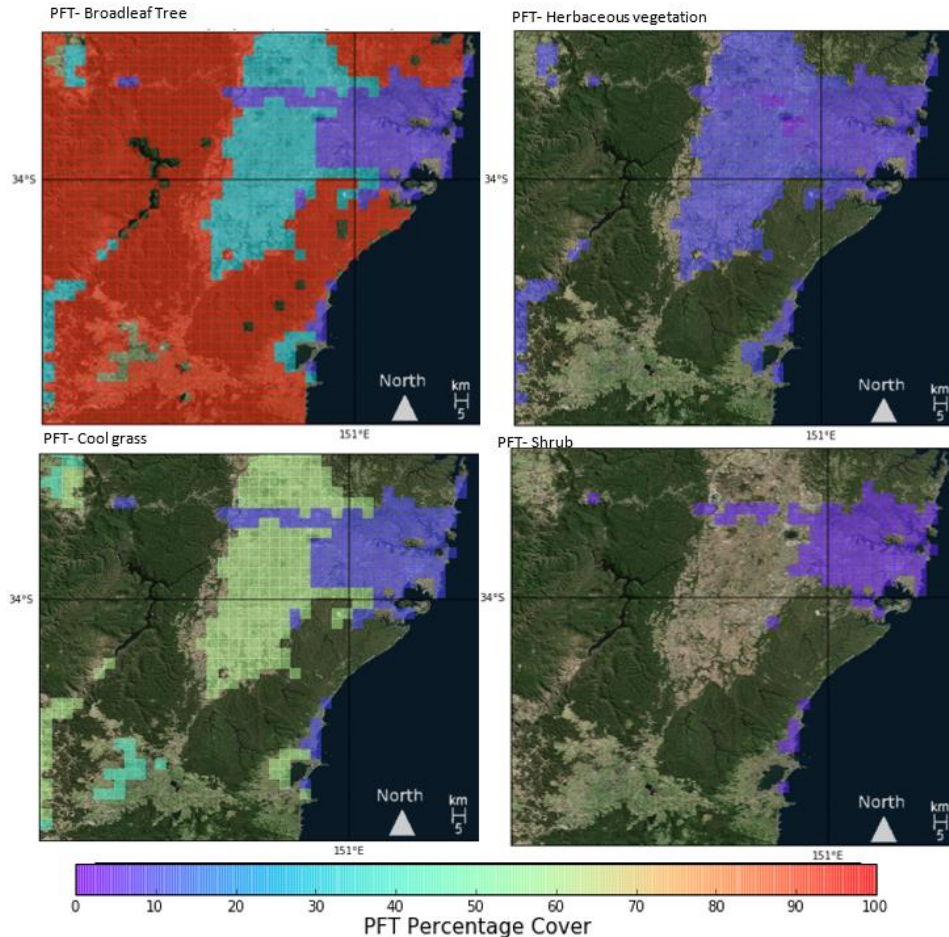 PFT- Broadleaf Tree
PFT- Herbaceous vegetation
34°S
North
km
5
North
km
5
151°E
151°E
PFT- Cool grass
PFT- Shrub
34°S
34°S
North
km
5
North
km
5
151°E
151°E
0 10 20 30 40 50 60 70 80 90 100
PFT Percentage Cover